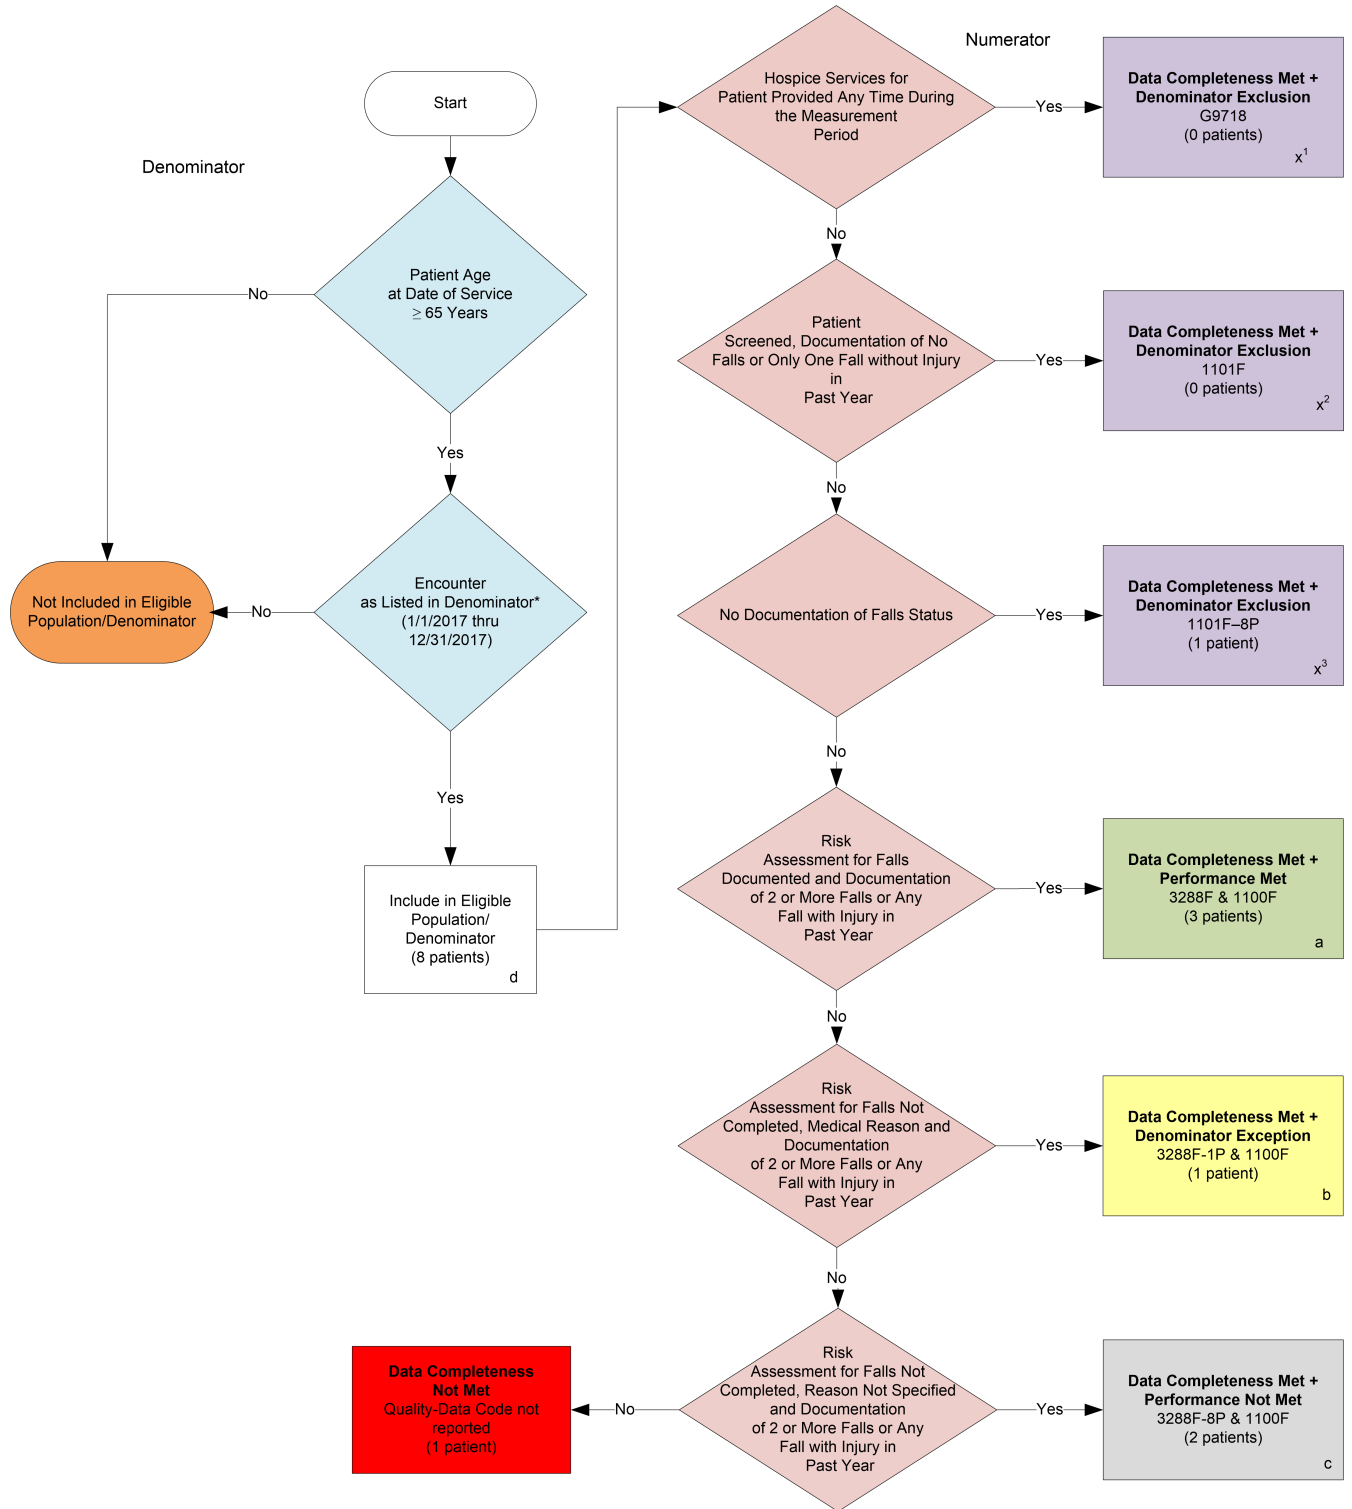 Start
Denominator
Patient Age
at Date of Service
≥ 65 Years
No
Yes
Encounter
as Listed in Denominator*
(1/1/2017 thru
12/31/2017)
No
Not Included in Eligible
Population/Denominator
Yes
Include in Eligible
Population/
Denominator
(8 patients)
d
Numerator
Hospice Services for
Patient Provided Any Time During
the Measurement
Period
Yes
Data Completeness Met +
Denominator Exclusion
G9718
(0 patients)
x¹
No
Patient
Screened, Documentation of No
Falls or Only One Fall without Injury
in
Past Year
Yes
Data Completeness Met +
Denominator Exclusion
1101F
(0 patients)
x²
No
No Documentation of Falls Status
Yes
Data Completeness Met +
Denominator Exclusion
1101F–8P
(1 patient)
x³
No
Risk
Assessment for Falls
Documented and Documentation
of 2 or More Falls or Any
Fall with Injury in
Past Year
Yes
Data Completeness Met +
Performance Met
3288F & 1100F
(3 patients)
a
No
Risk
Assessment for Falls Not
Completed, Medical Reason and
Documentation
of 2 or More Falls or Any
Fall with Injury in
Past Year
Yes
Data Completeness Met +
Denominator Exception
3288F-1P & 1100F
(1 patient)
b
No
Risk
Assessment for Falls Not
Completed, Reason Not Specified
and Documentation
of 2 or More Falls or Any
Fall with Injury in
Past Year
Yes
Data Completeness Met +
Performance Not Met
3288F-8P & 1100F
(2 patients)
c
No
Data Completeness
Not Met
Quality-Data Code not
reported
(1 patient)